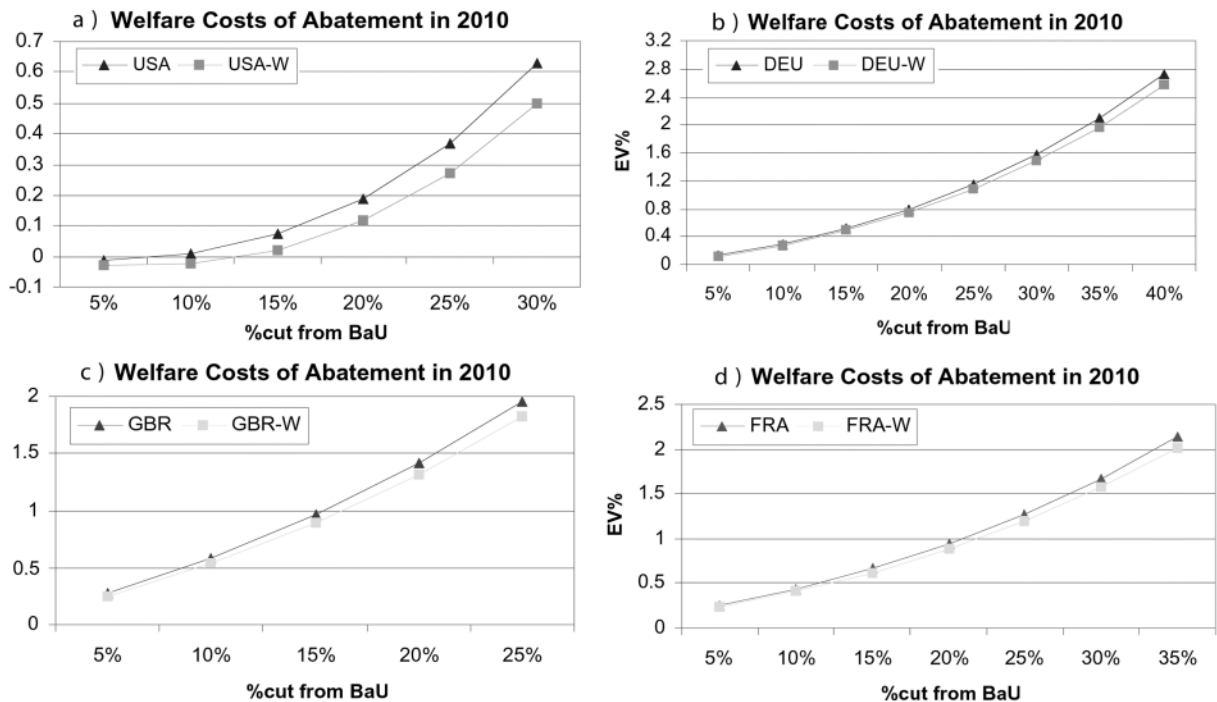 a ) Welfare Costs of Abatement in 2010
USA USA-W
0.7
0.6
0.5
0.4
0.3
0.2
0.1
0
-0.1
5% 10% 15% 20% 25% 30%
%cut from BaU
b ) Welfare Costs of Abatement in 2010
DEU DEU-W
EV%
3.2
2.8
2.4
2
1.6
1.2
0.8
0.4
0
5% 10% 15% 20% 25% 30% 35% 40%
%cut from BaU
c ) Welfare Costs of Abatement in 2010
GBR GBR-W
2
1.5
1
0.5
0
5% 10% 15% 20% 25%
%cut from BaU
d ) Welfare Costs of Abatement in 2010
FRA FRA-W
EV%
2.5
2
1.5
1
0.5
0
5% 10% 15% 20% 25% 30% 35%
%cut from BaU